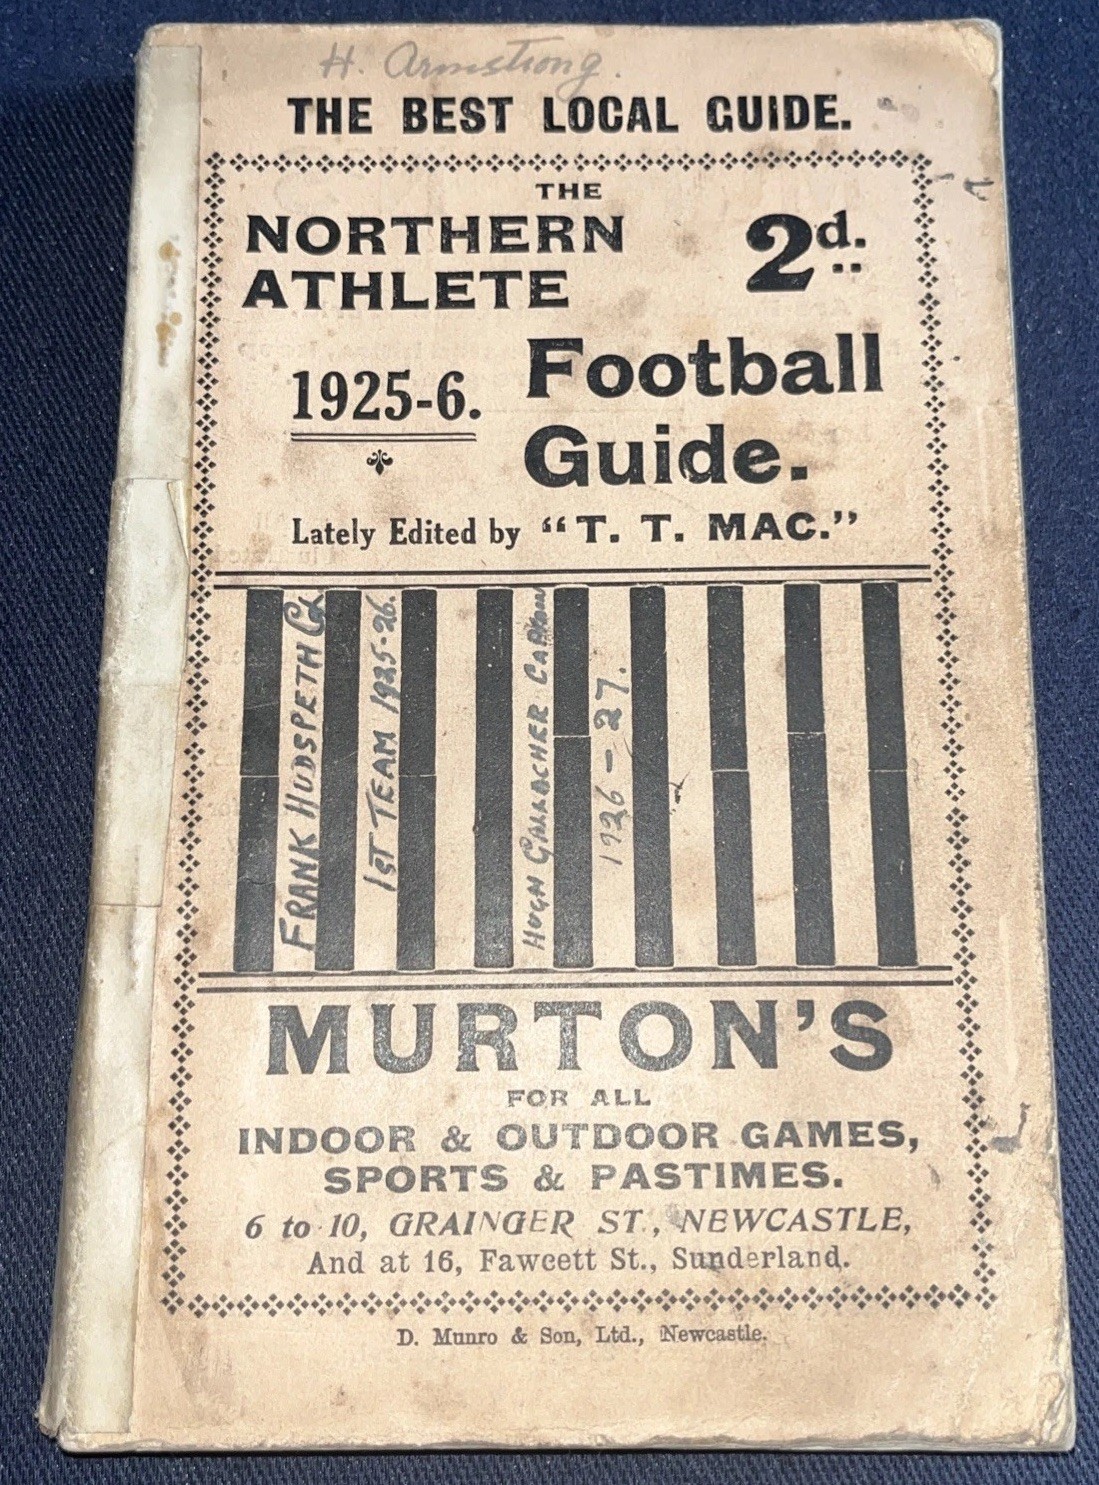 H. Armstrong.
THE BEST LOCAL GUIDE.
THE
NORTHERN
ATHLETE
2d.
1925-6.
Football
Guide.
Lately Edited by "T. T. MAC."
FRANK HUDSPETH
1ST TEAM 1925-26.
HUGH GALLACHER
1926-27.
MURTON'S
FOR ALL
INDOOR & OUTDOOR GAMES,
SPORTS & PASTIMES.
6 to 10, GRAINGER ST., NEWCASTLE,
And at 16, Fawcett St., Sunderland.
D. Munro & Son, Ltd., Newcastle.